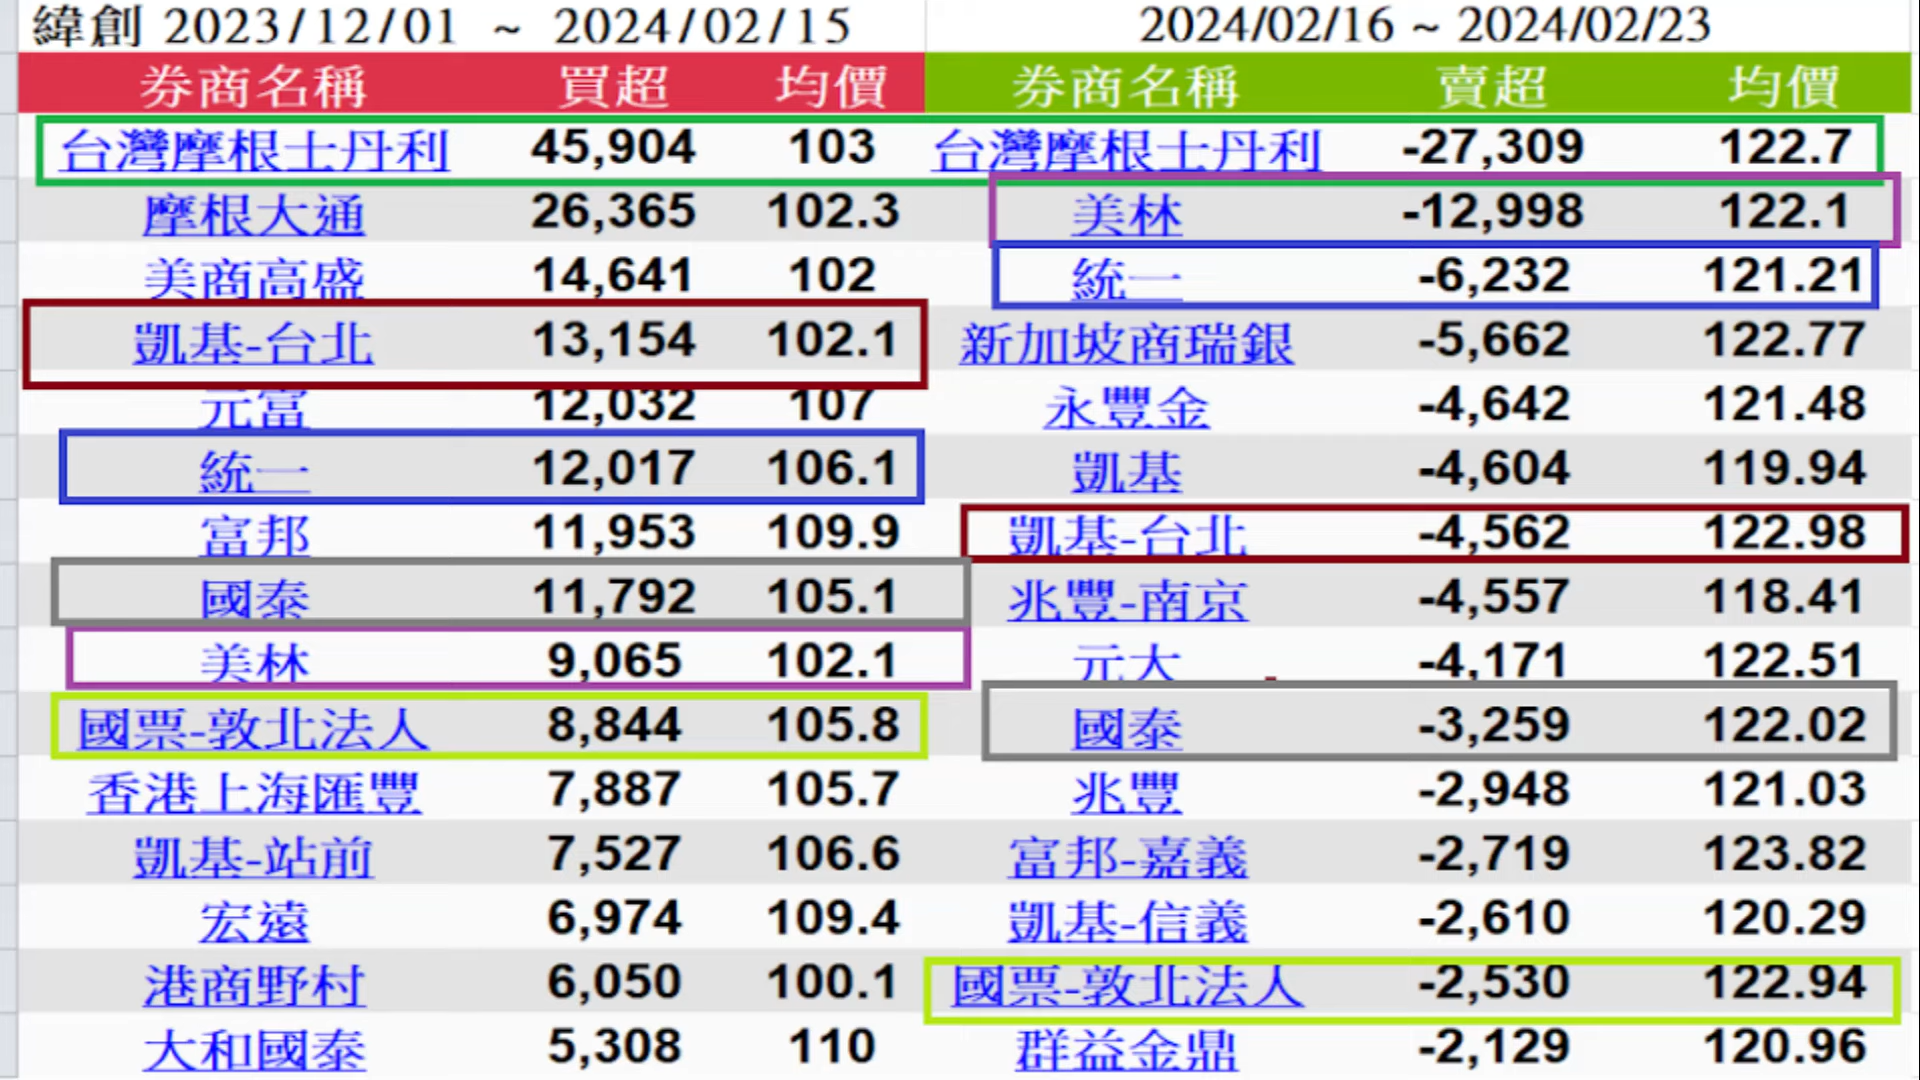 緯創 2023/12/01 ~ 2024/02/15 2024/02/16 ~ 2024/02/23
券商名稱 買超 均價 券商名稱 賣超 均價
台灣摩根士丹利 45,904 103 台灣摩根士丹利 -27,309 122.7
摩根大通 26,365 102.3 美林 -12,998 122.1
美商高盛 14,641 102 統一 -6,232 121.21
凱基-台北 13,154 102.1 新加坡商瑞銀 -5,662 122.77
元富 12,032 107 永豐金 -4,642 121.48
統一 12,017 106.1 凱基 -4,604 119.94
富邦 11,953 109.9 凱基-台北 -4,562 122.98
國泰 11,792 105.1 兆豐-南京 -4,557 118.41
美林 9,065 102.1 元大 -4,171 122.51
國票-敦北法人 8,844 105.8 國泰 -3,259 122.02
香港上海匯豐 7,887 105.7 兆豐 -2,948 121.03
凱基-站前 7,527 106.6 富邦-嘉義 -2,719 123.82
宏遠 6,974 109.4 凱基-信義 -2,610 120.29
港商野村 6,050 100.1 國票-敦北法人 -2,530 122.94
大和國泰 5,308 110 群益金鼎 -2,129 120.96